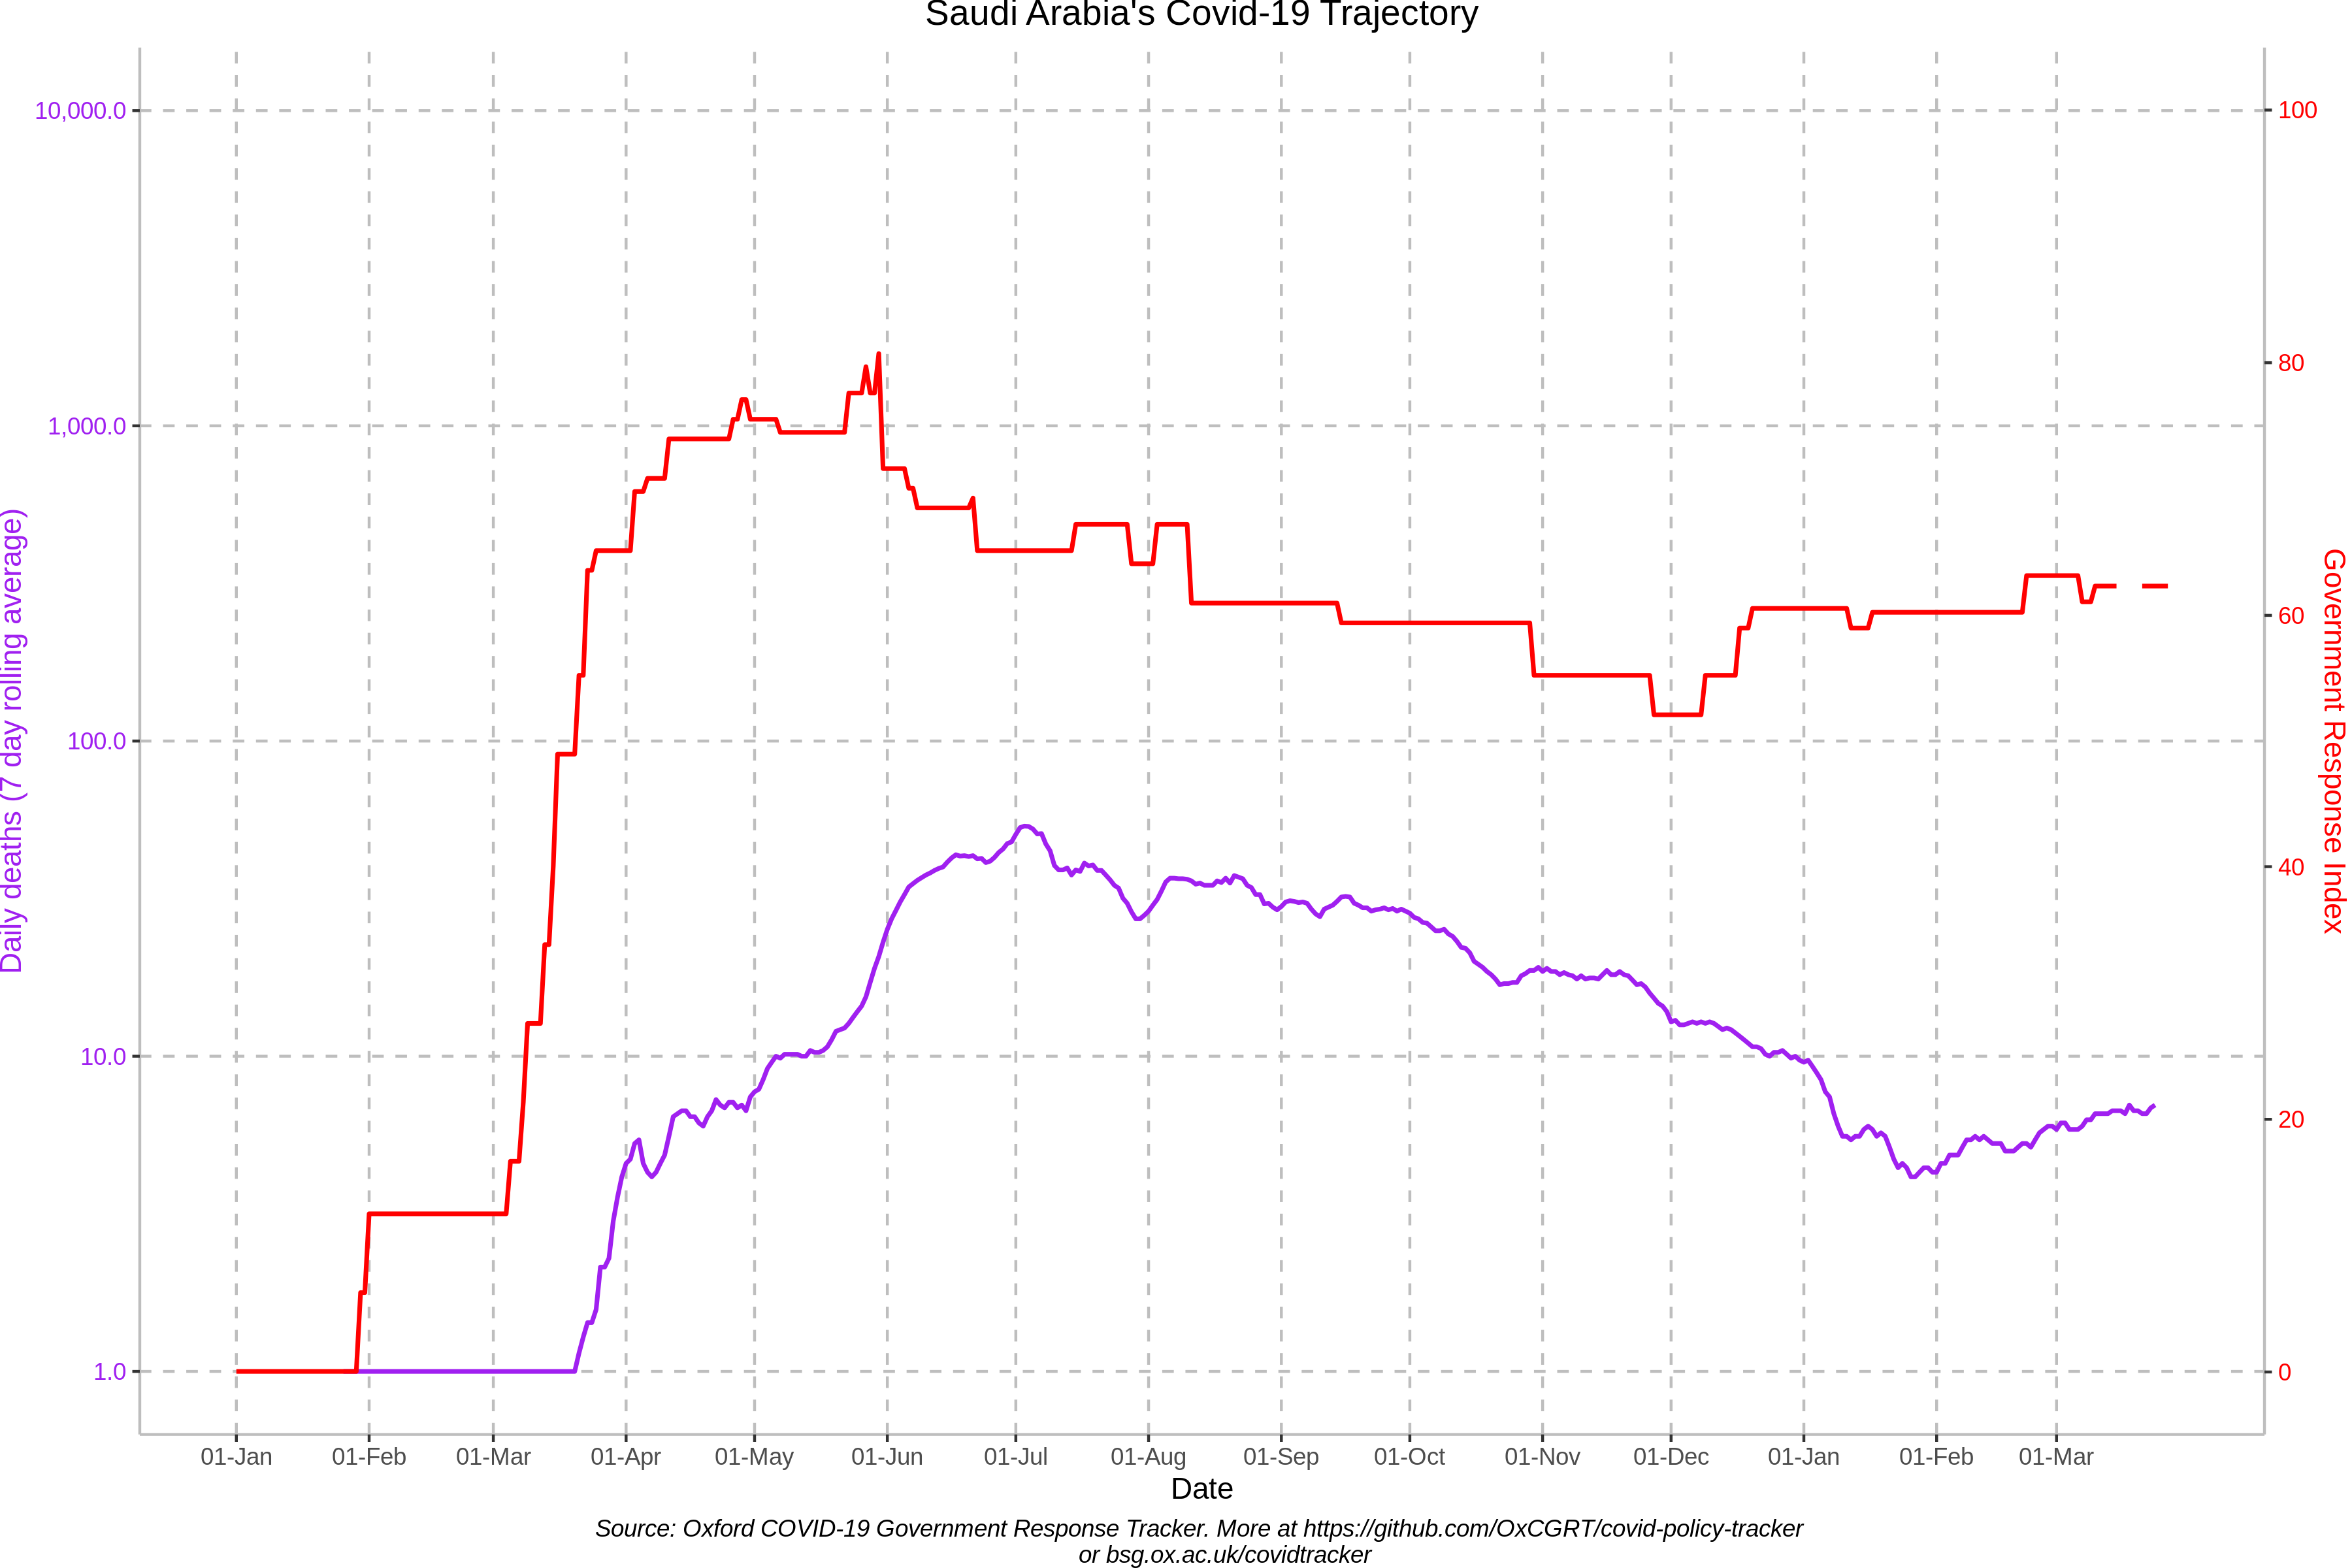 Saudi Arabia's Covid-19 Trajectory
Daily deaths (7 day rolling average)
10,000.0
1,000.0
100.0
10.0
1.0
100
80
60
40
20
0
Government Response Index
01-Jan 01-Feb 01-Mar 01-Apr 01-May 01-Jun 01-Jul 01-Aug 01-Sep 01-Oct 01-Nov 01-Dec 01-Jan 01-Feb 01-Mar
Date
Source: Oxford COVID-19 Government Response Tracker. More at https://github.com/OxCGRT/covid-policy-tracker
or bsg.ox.ac.uk/covidtracker